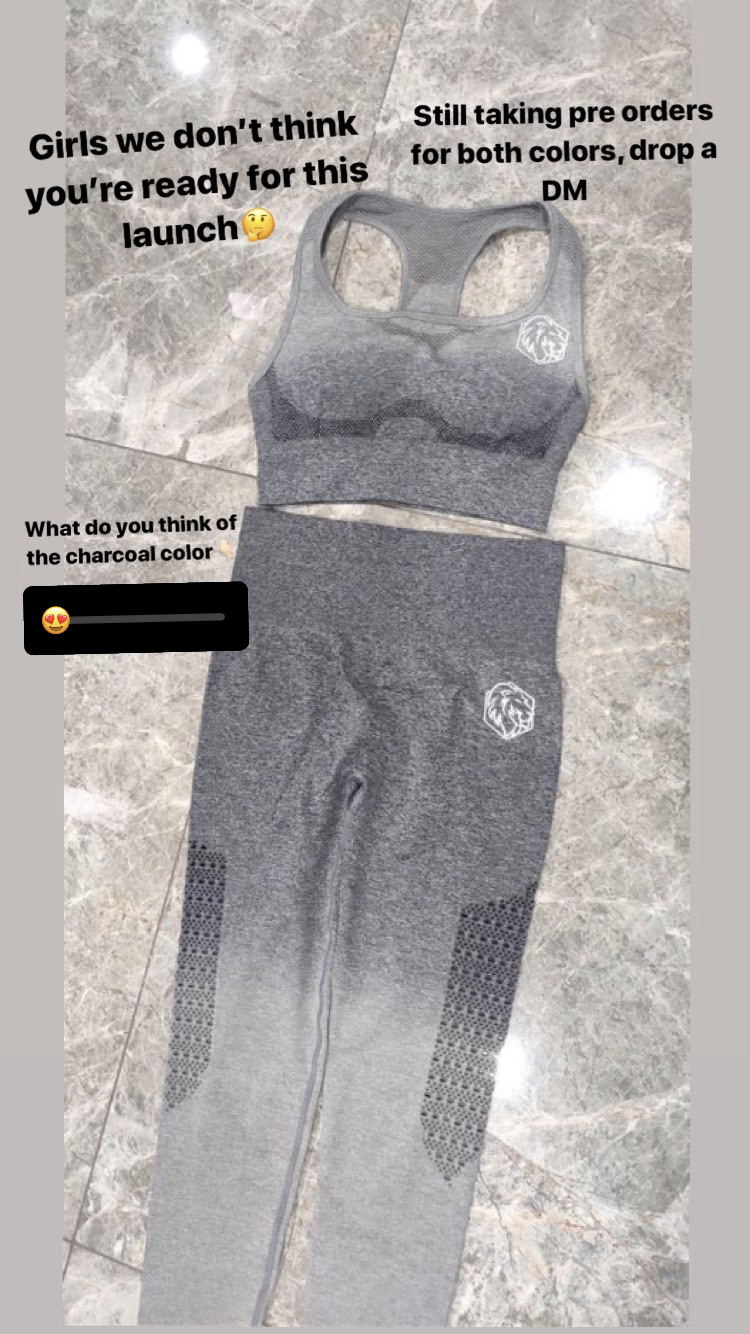 Girls we don't think
you're ready for this
launch🤔
Still taking pre orders
for both colors, drop a
DM
What do you think of
the charcoal color 👇🏻